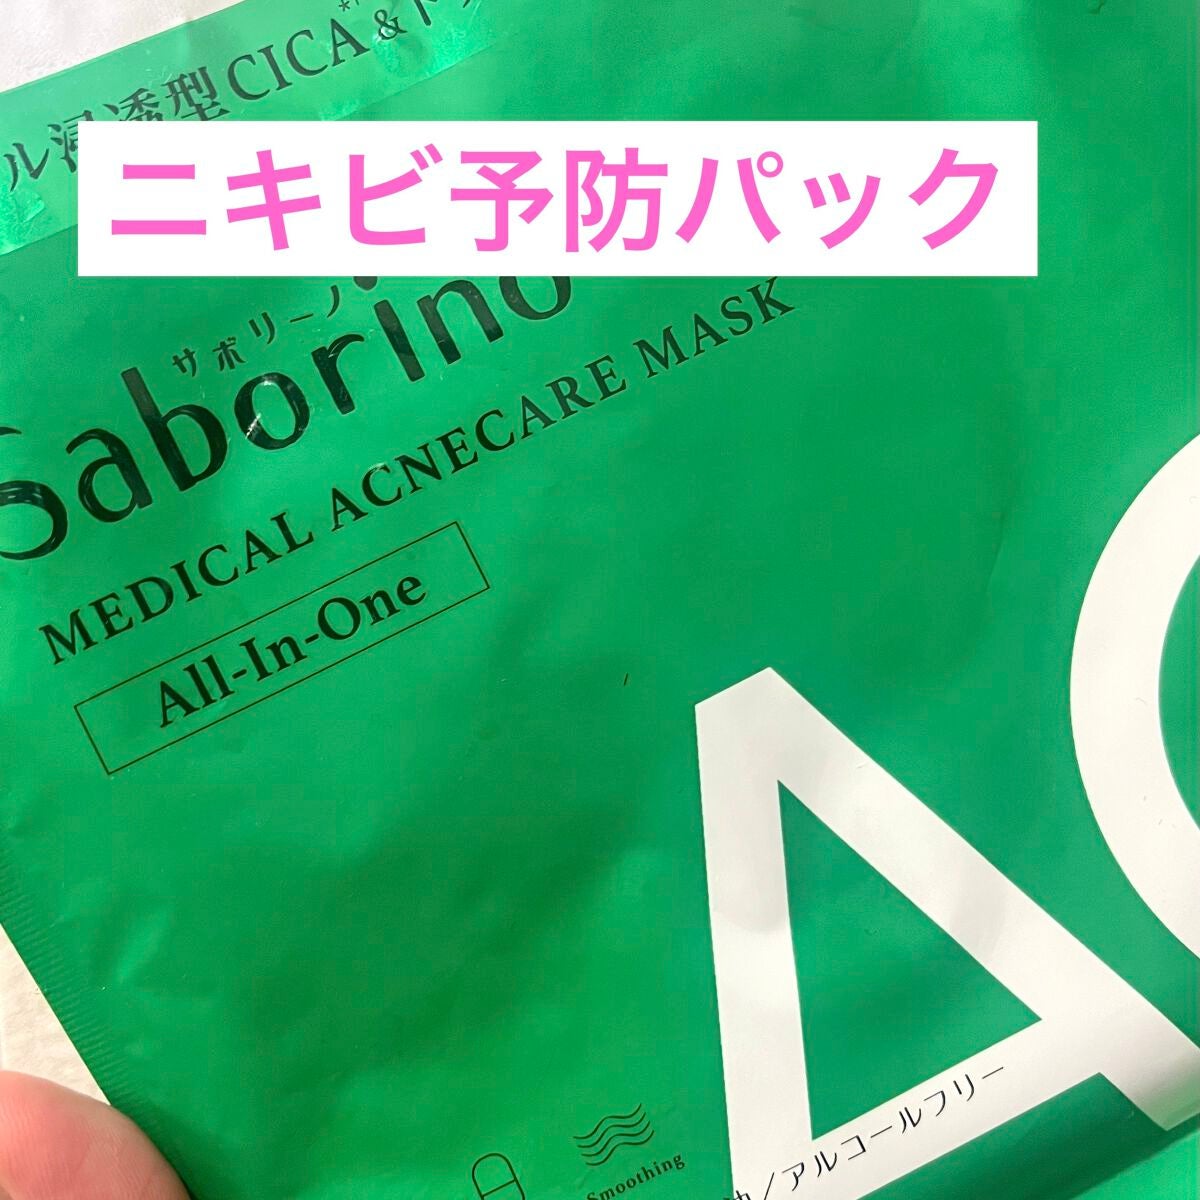 ル浸透型CICA&ド
ニキビ予防パック
サボリーノ
Saborino
MEDICAL ACNECARE MASK
All-In-One
AC
/アルコールフリー
Smoothing